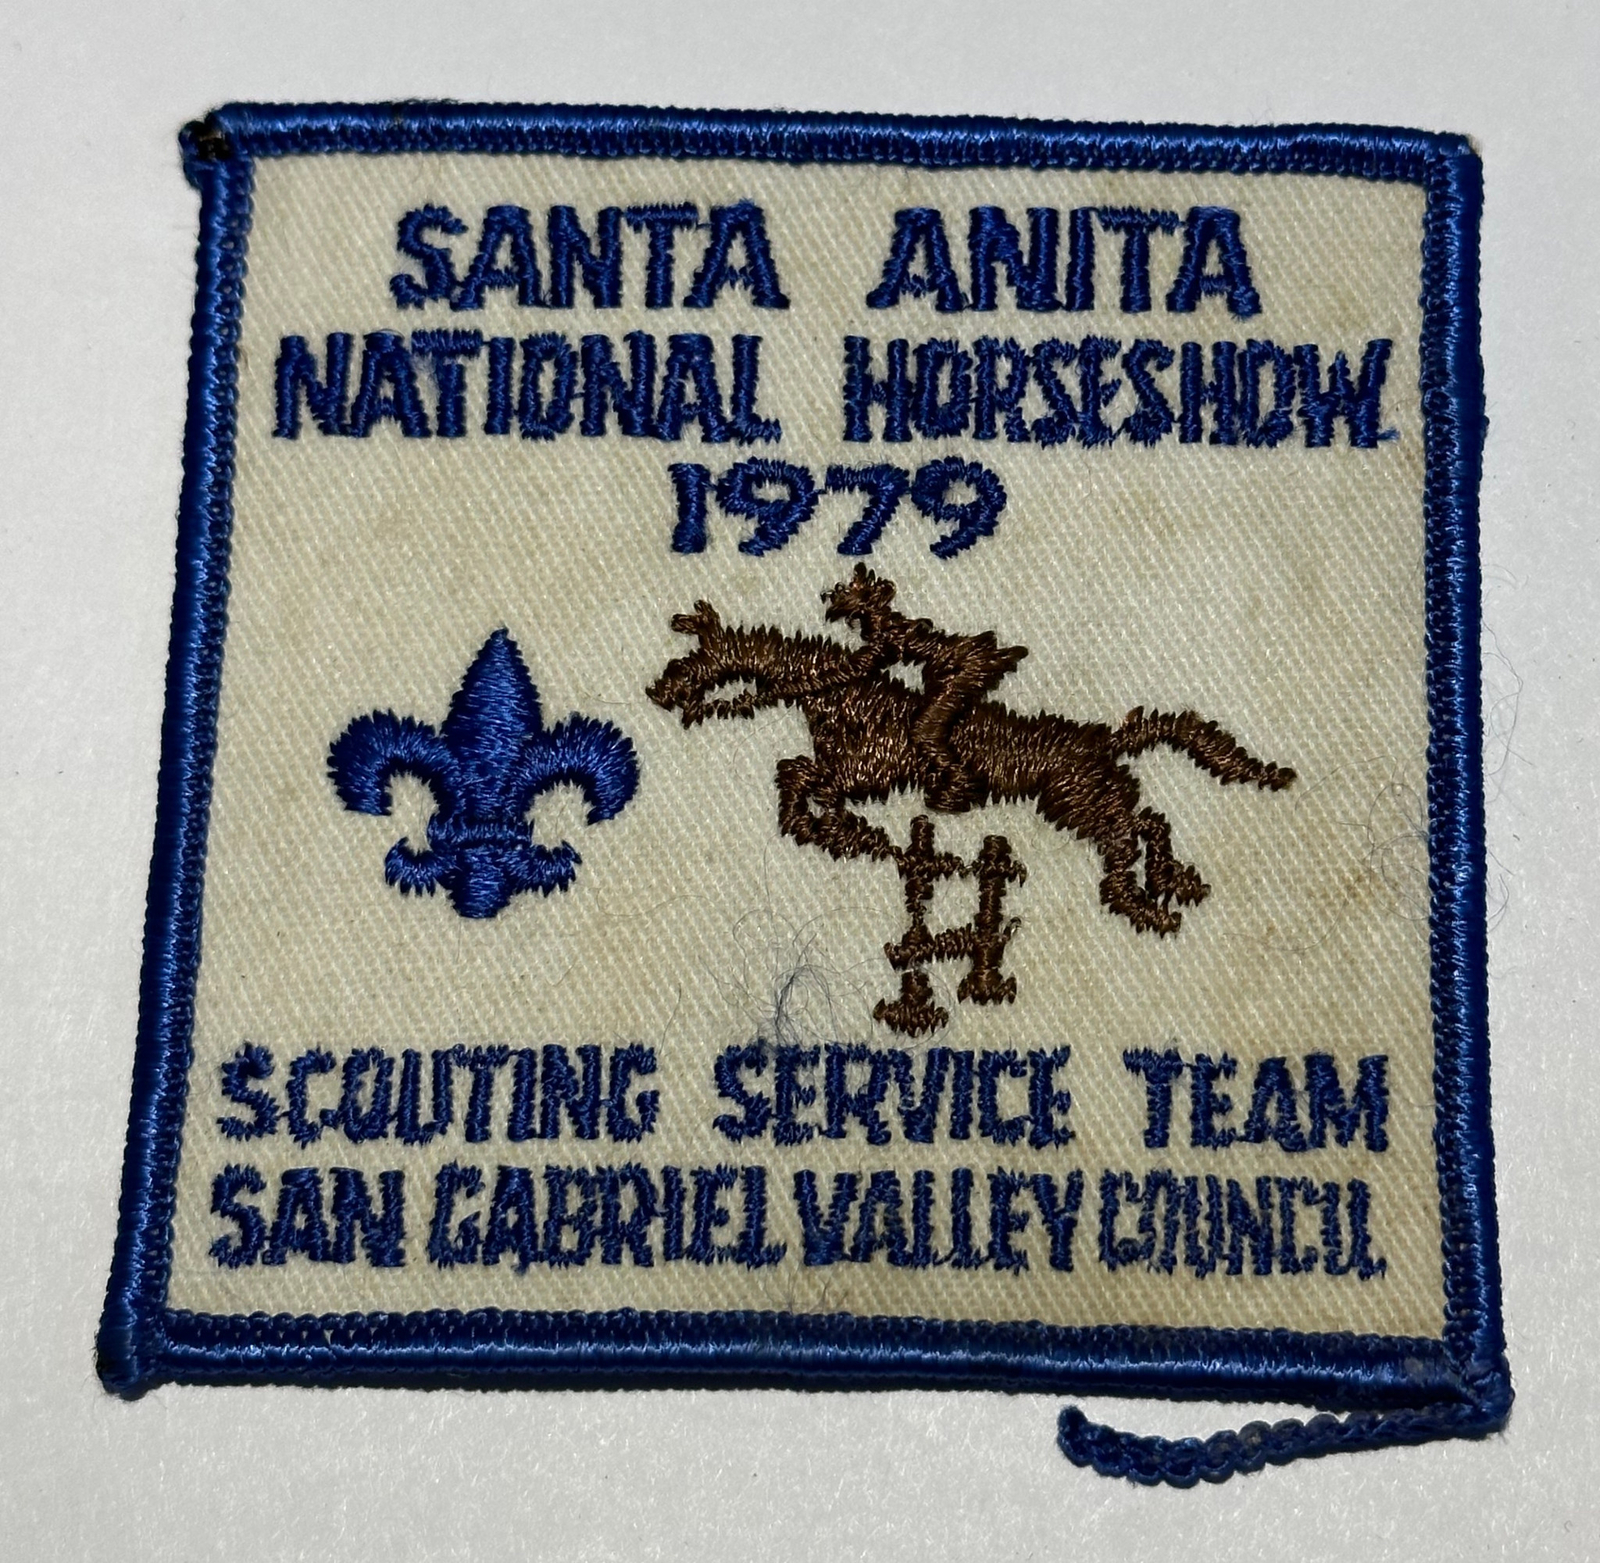 SANTA ANITA
NATIONAL HORSESHOW
1979
SCOUTING SERVICE TEAM
SAN GABRIEL VALLEY COUNCIL